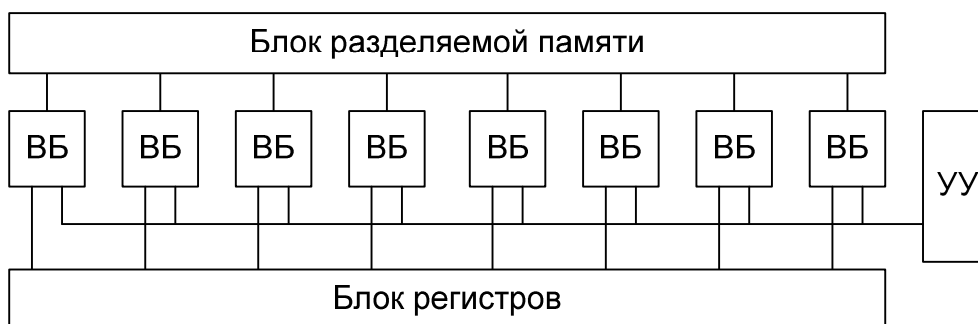 Блок разделяемой памяти
ВБ ВБ ВБ ВБ ВБ ВБ ВБ ВБ
УУ
Блок регистров